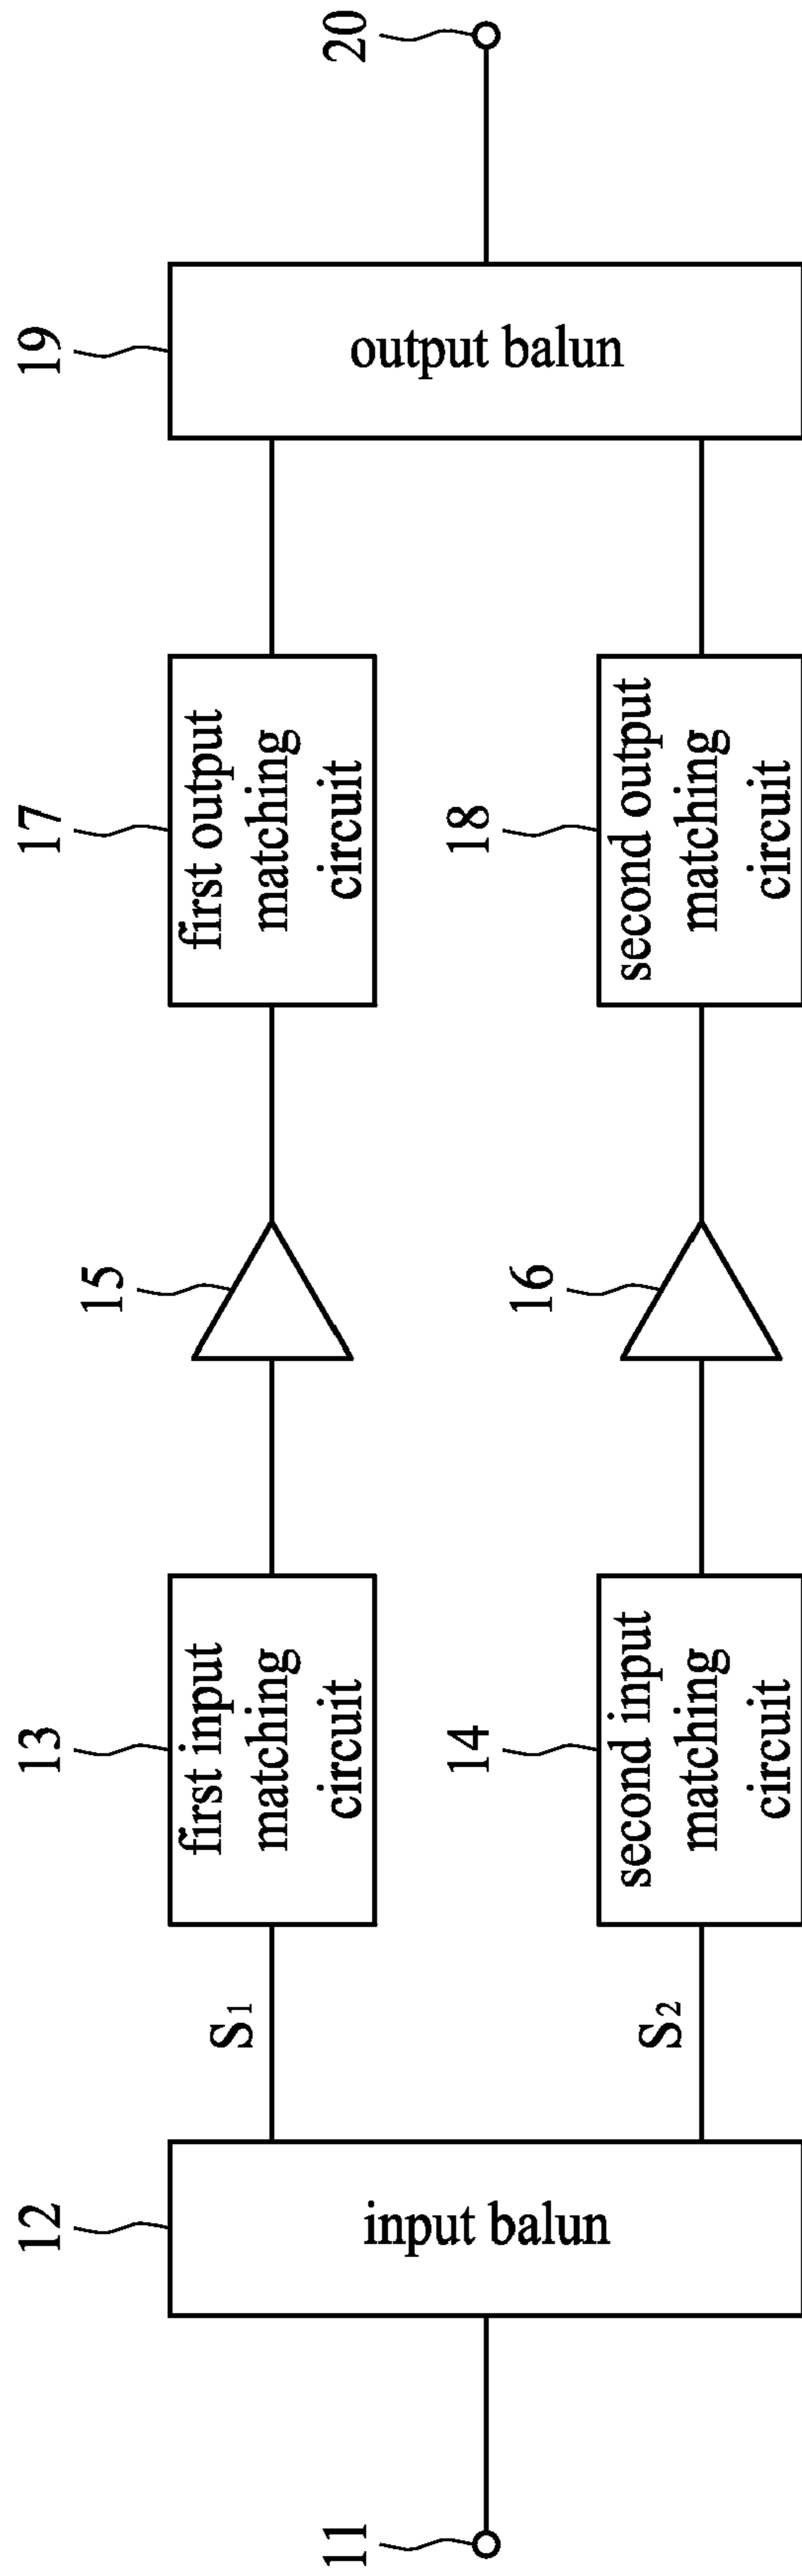 11
12
input balun
S1
S2
13
first input
matching
circuit
14
second input
matching
circuit
15
16
17
first output
matching
circuit
18
second output
matching
circuit
19
output balun
20